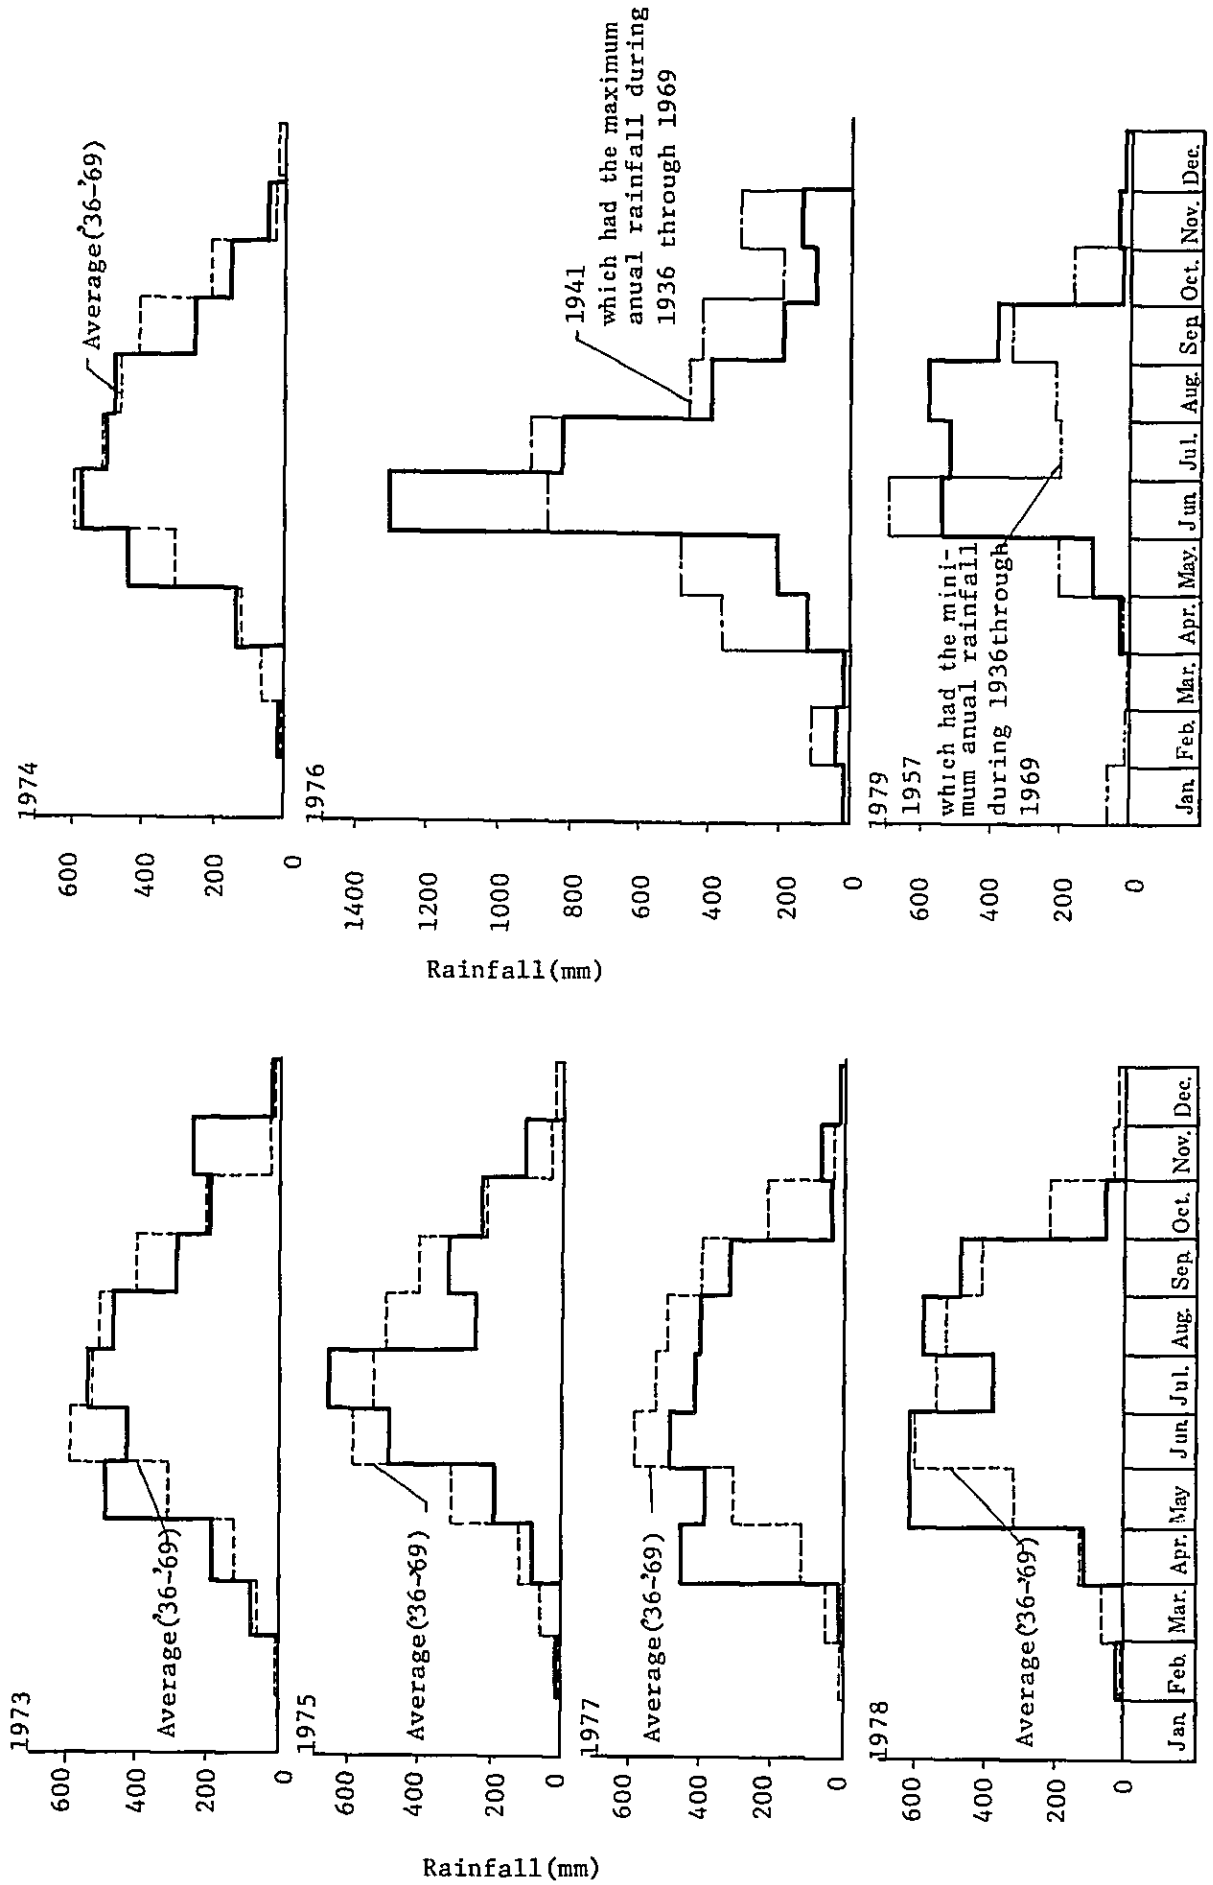 1973
600
400
200
0
Average('36-'69)
1975
600
400
200
0
Average('36-'69)
1977
600
400
200
0
Average('36-'69)
1978
600
400
200
0
Average('36-'69)
Jan. Feb. Mar. Apr. May Jun. Jul. Aug. Sep. Oct. Nov. Dec.
Rainfall(mm)
1974
600
400
200
0
Average('36-'69)
1976
1400
1200
1000
800
600
400
200
0
1941
which had the maximum
anual rainfall during
1936 through 1969
1979
600
400
200
0
1957
which had the mini-
mum anual rainfall
during 1936through
1969
Jan. Feb. Mar. Apr. May. Jun. Jul. Aug. Sep. Oct. Nov. Dec.
Rainfall(mm)